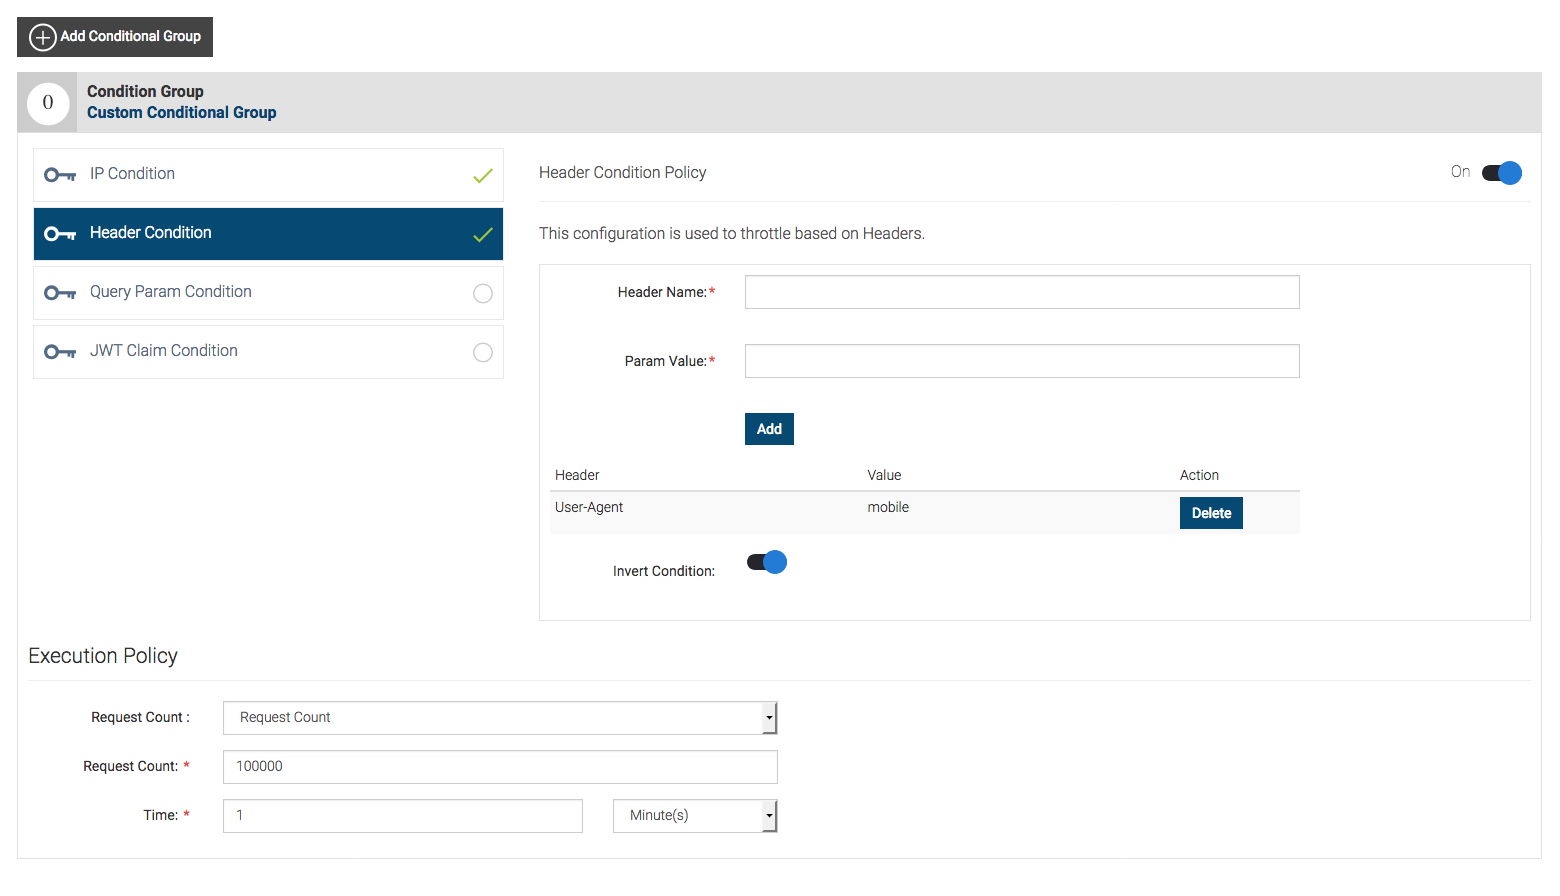 Add Conditional Group
0
Condition Group
Custom Conditional Group
IP Condition
Header Condition
Query Param Condition
JWT Claim Condition
Header Condition Policy
On
This configuration is used to throttle based on Headers.
Header Name:*
Param Value:*
Add
Header Value Action
User-Agent mobile Delete
Invert Condition:
Execution Policy
Request Count : Request Count
Request Count: * 100000
Time: * 1 Minute(s)